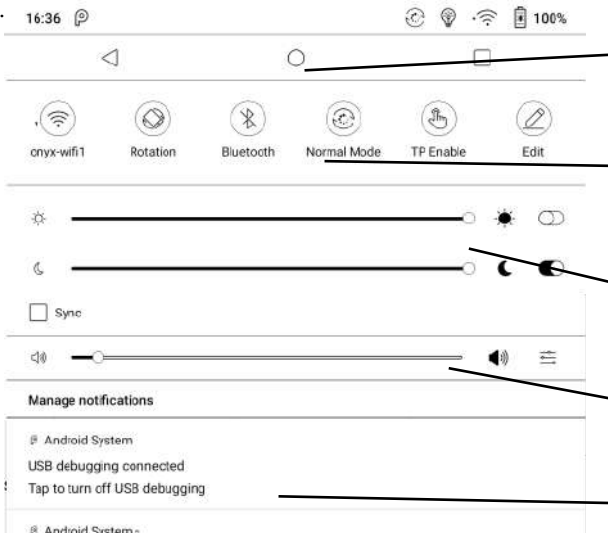 16:36 100%
onyx-wifi1 Rotation Bluetooth Normal Mode TP Enable Edit
Sync
Manage notifications
Android System
USB debugging connected
Tap to turn off USB debugging
Android System